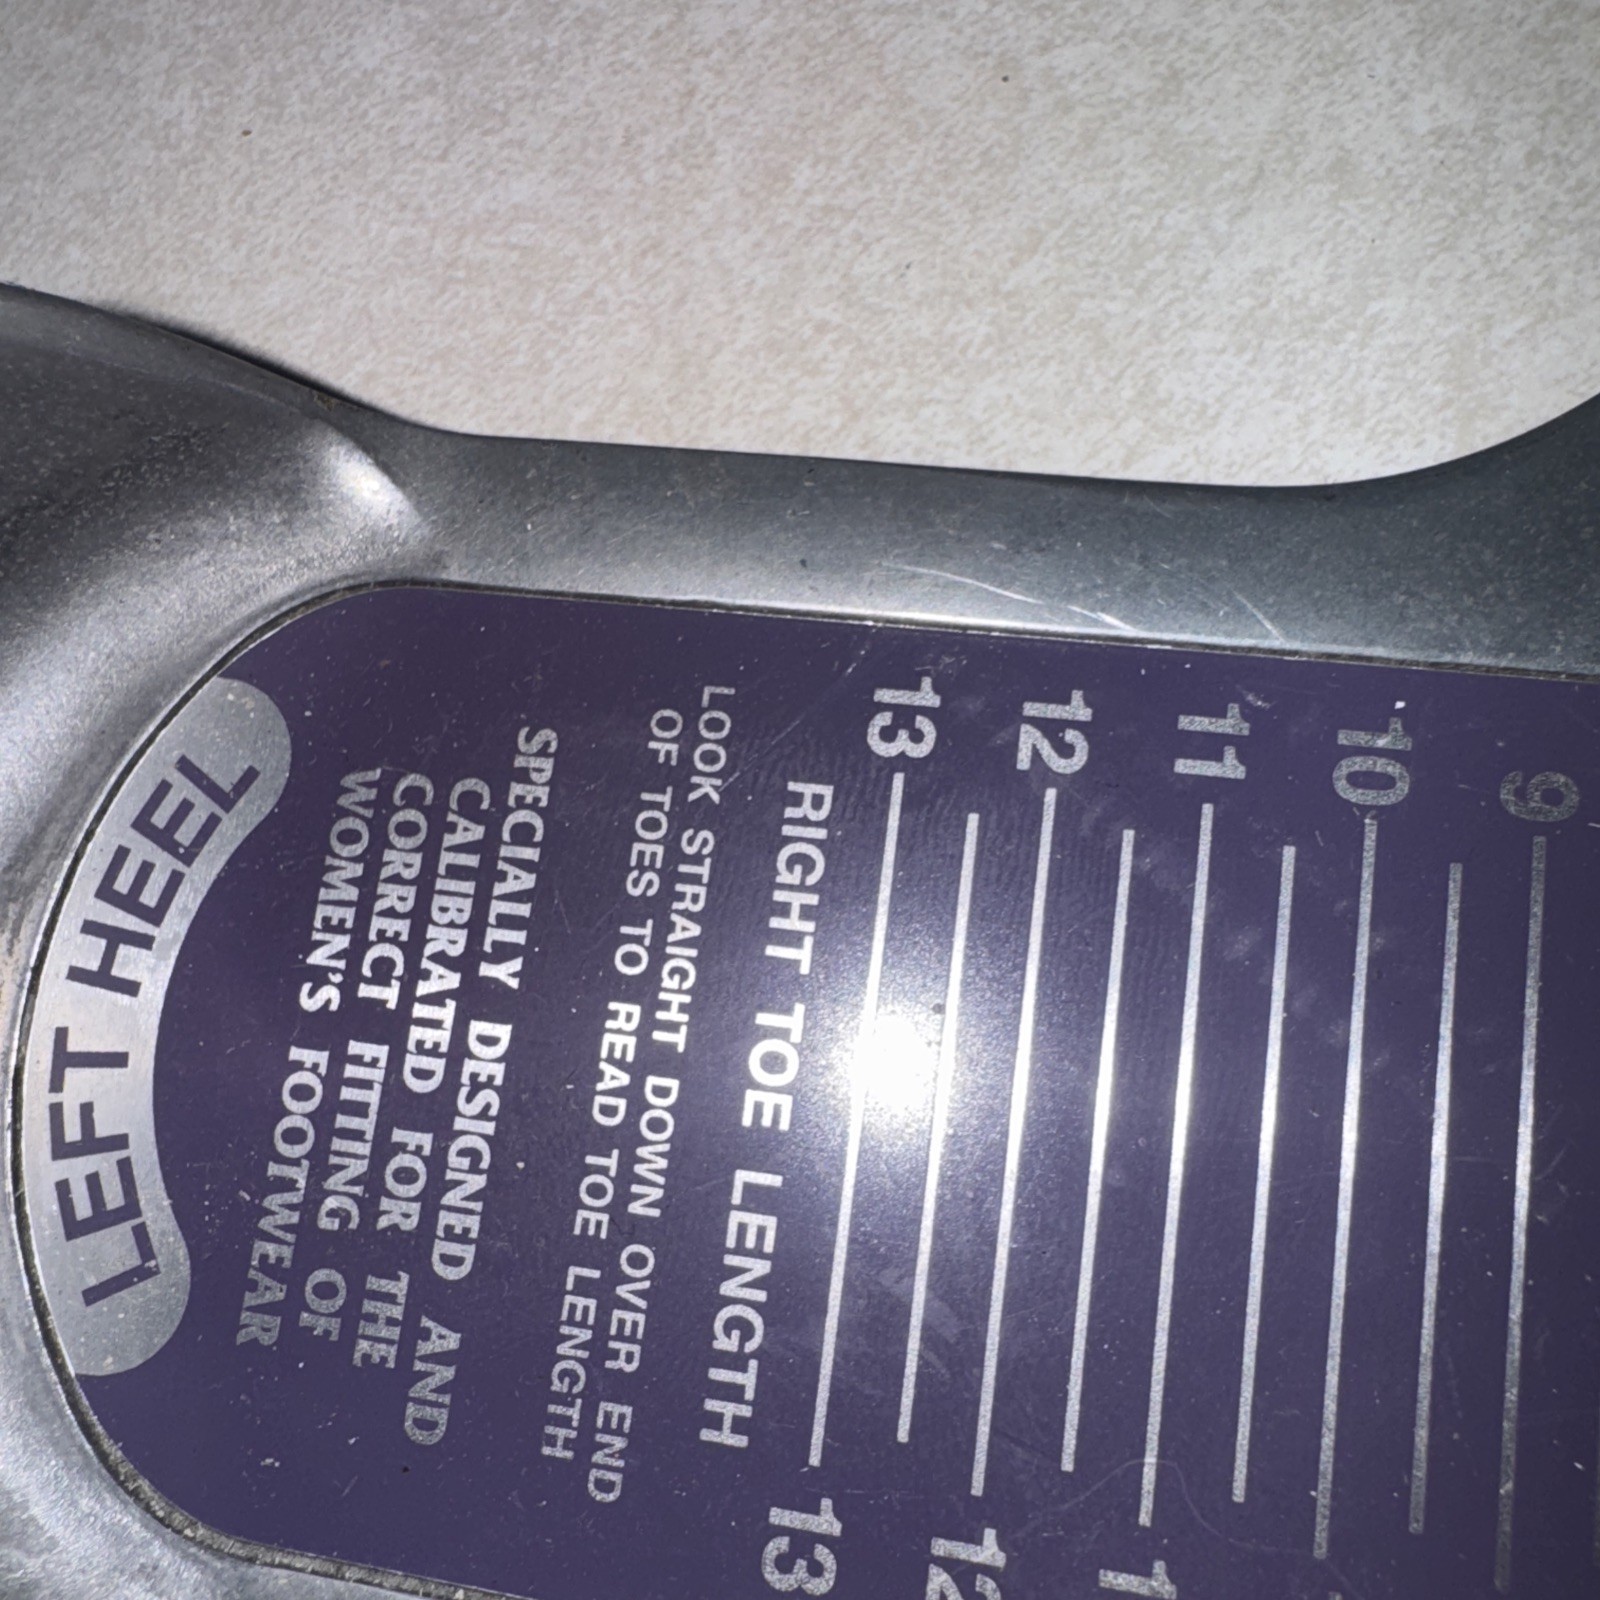 9
10
11
12
13
RIGHT TOE LENGTH
LOOK STRAIGHT DOWN OVER END
OF TOES TO READ TOE LENGTH
SPECIALLY DESIGNED AND
CALIBRATED FOR THE
CORRECT FITTING OF
WOMEN'S FOOTWEAR
LEFT HEEL
13
12